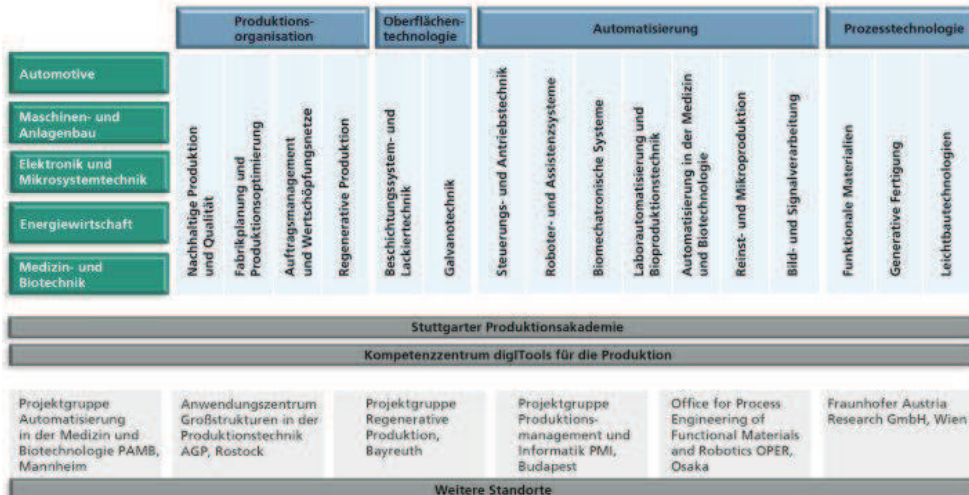 Produktions-
organisation
Oberflächen-
technologie
Automatisierung
Prozesstechnologie
Automotive
Maschinen- und
Anlagenbau
Elektronik und
Mikrosystemtechnik
Energiewirtschaft
Medizin- und
Biotechnik
Nachhaltige Produktion
und Qualität
Fabrikplanung und
Produktionsoptimierung
Auftragsmanagement
und Wertschöpfungsnetze
Regenerative Produktion
Beschichtungssystem- und
Lackiertechnik
Galvanotechnik
Steuerungs- und Antriebstechnik
Roboter- und Assistenzsysteme
Biomechatronische Systeme
Laborautomatisierung und
Bioproduktionstechnik
Automatisierung in der Medizin
und Biotechnologie
Reinst- und Mikroproduktion
Bild- und Signalverarbeitung
Funktionale Materialien
Generative Fertigung
Leichtbautechnologien
Stuttgarter Produktionsakademie
Kompetenzzentrum digITools für die Produktion
Projektgruppe
Automatisierung
in der Medizin und
Biotechnologie PAMB,
Mannheim
Anwendungszentrum
Großstrukturen in der
Produktionstechnik
AGP, Rostock
Projektgruppe
Regenerative
Produktion,
Bayreuth
Projektgruppe
Produktions-
management und
Informatik PMI,
Budapest
Office for Process
Engineering of
Functional Materials
and Robotics OPER,
Osaka
Fraunhofer Austria
Research GmbH, Wien
Weitere Standorte